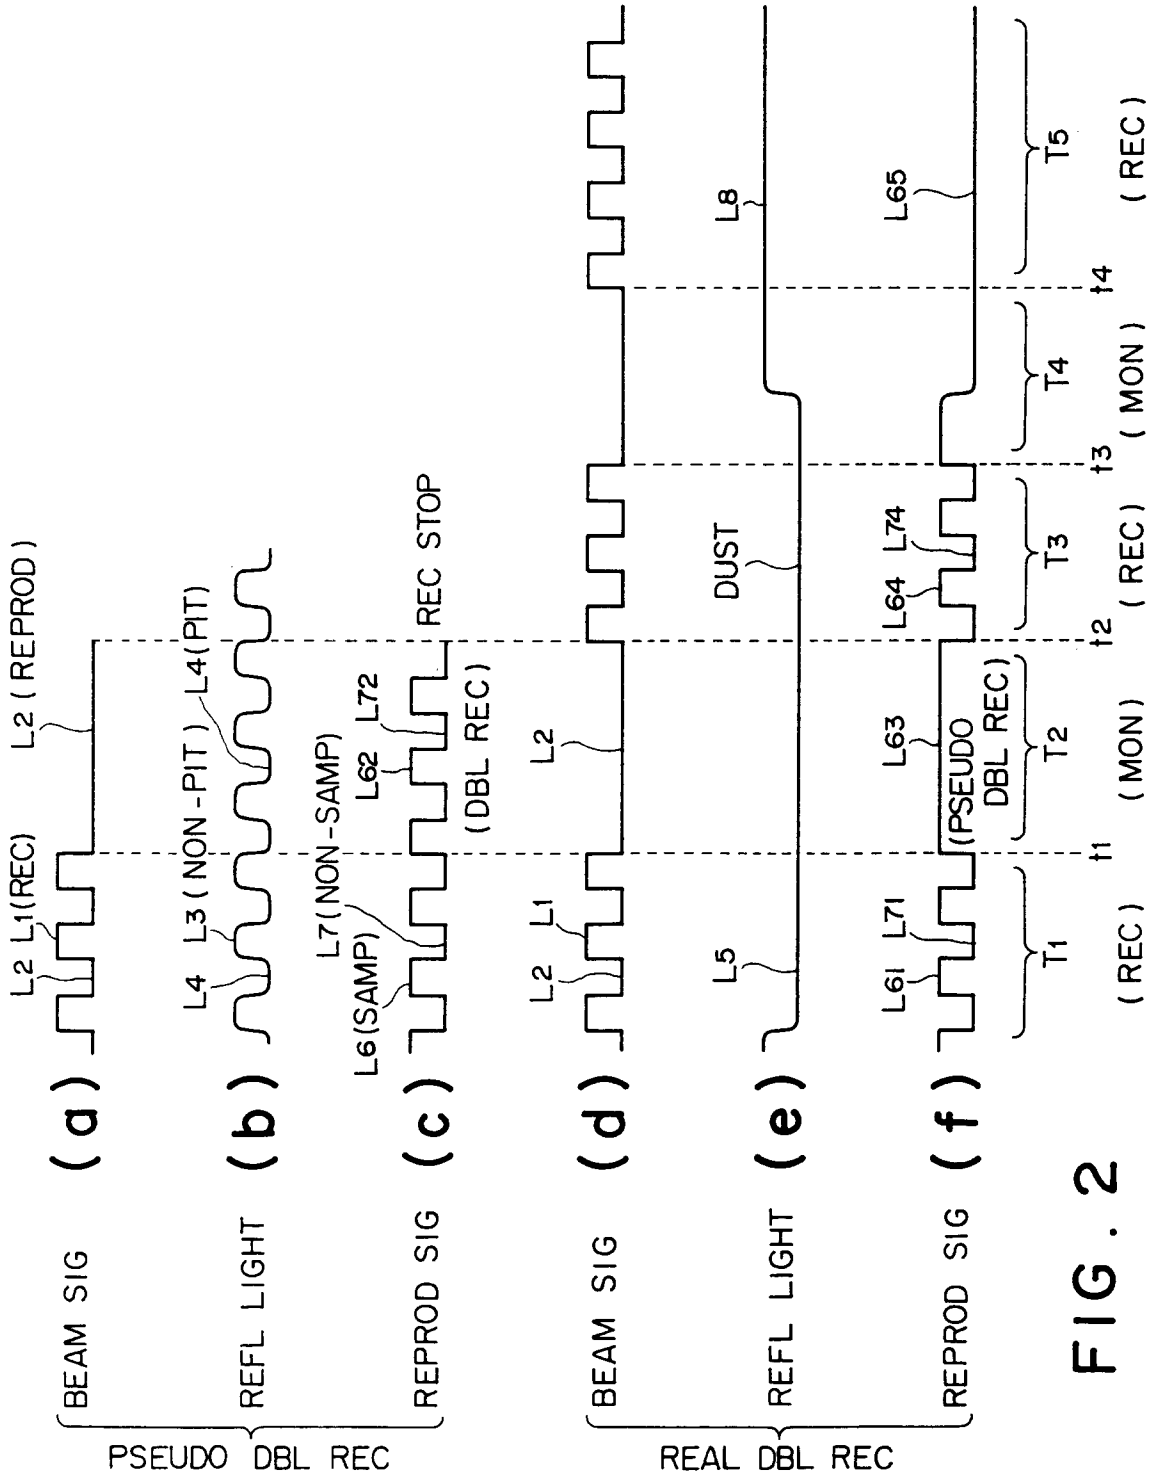 PSEUDO DBL REC
BEAM SIG (a)
L2 L1(REC) L2 (REPROD)
REFL LIGHT (b)
L4 L3 (NON-PIT) L4(PIT)
REPROD SIG (c)
L6(SAMP) L7(NON-SAMP) L62 L72 REC STOP
(DBL REC)
REAL DBL REC
BEAM SIG (d)
L2 L1 L2
REFL LIGHT (e)
L5 DUST L8
REPROD SIG (f)
L61 L71 L63 L64 L74 L65
(PSEUDO
DBL REC)
T1 T2 T3 T4 T5
t1 t2 t3 t4
(REC) (MON) (REC) (MON) (REC)
FIG. 2